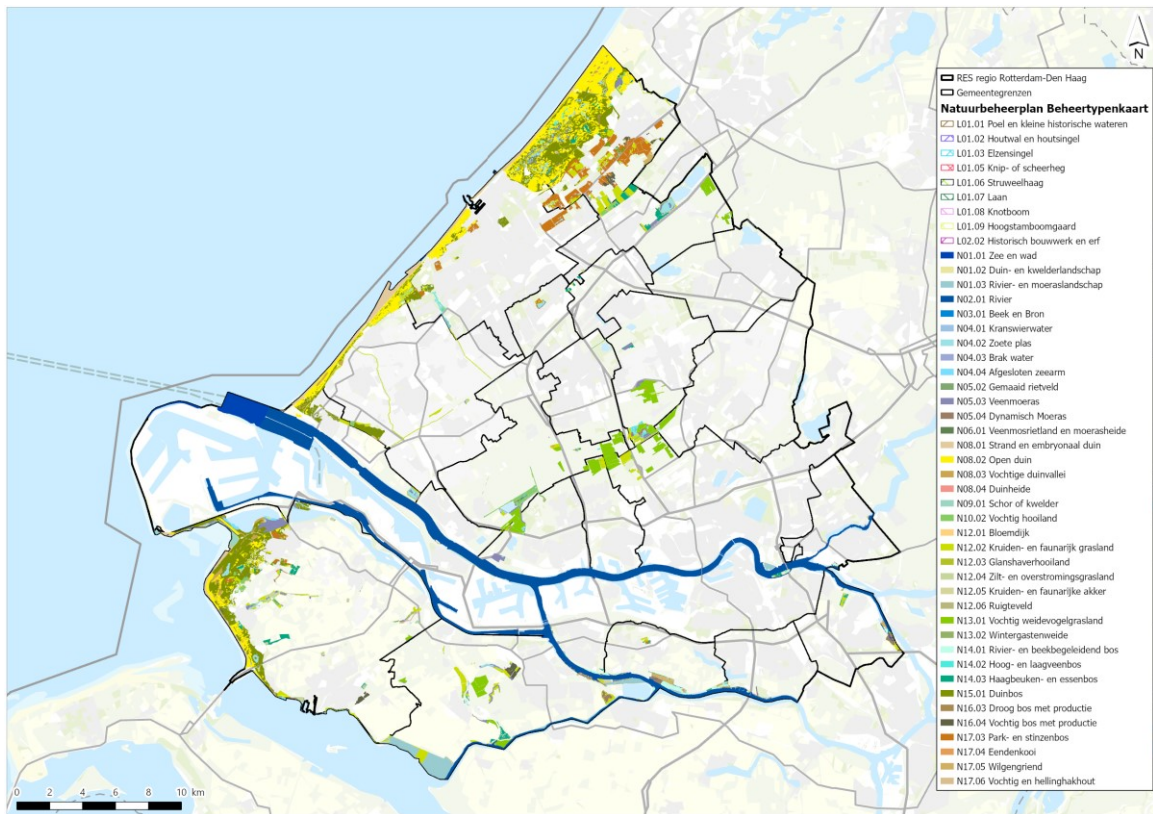 N
RES regio Rotterdam-Den Haag
Gemeentegrenzen
Natuurbeheerplan Beheertypenkaart
L01.01 Poel en kleine historische wateren
L01.02 Houtwal en houtsingel
L01.03 Elzensingel
L01.05 Knip- of scheerheg
L01.06 Struweelhaag
L01.07 Laan
L01.08 Knotboom
L01.09 Hoogstamboomgaard
L02.02 Historisch bouwwerk en erf
N01.01 Zee en wad
N01.02 Duin- en kwelderlandschap
N01.03 Rivier- en moeraslandschap
N02.01 Rivier
N03.01 Beek en Bron
N04.01 Kranswierwater
N04.02 Zoete plas
N04.03 Brak water
N04.04 Afgesloten zeearm
N05.02 Gemaaid rietveld
N05.03 Veenmoeras
N05.04 Dynamisch Moeras
N06.01 Veenmosrietland en moerasheide
N08.01 Strand en embryonaal duin
N08.02 Open duin
N08.03 Vochtige duinvallei
N08.04 Duinheide
N09.01 Schor of kwelder
N10.02 Vochtig hooiland
N12.01 Bloemdijk
N12.02 Kruiden- en faunarijk grasland
N12.03 Glanshaverhooiland
N12.04 Zilt- en overstromingsgrasland
N12.05 Kruiden- en faunarijke akker
N12.06 Ruigteveld
N13.01 Vochtig weidevogelgrasland
N13.02 Wintergastenweide
N14.01 Rivier- en beekbegeleidend bos
N14.02 Hoog- en laagveenbos
N14.03 Haagbeuken- en essenbos
N15.01 Duinbos
N16.03 Droog bos met productie
N16.04 Vochtig bos met productie
N17.03 Park- en stinzenbos
N17.04 Eendenkooi
N17.05 Wilgengriend
N17.06 Vochtig en hellinghakhout
0 2 4 6 8 10 km